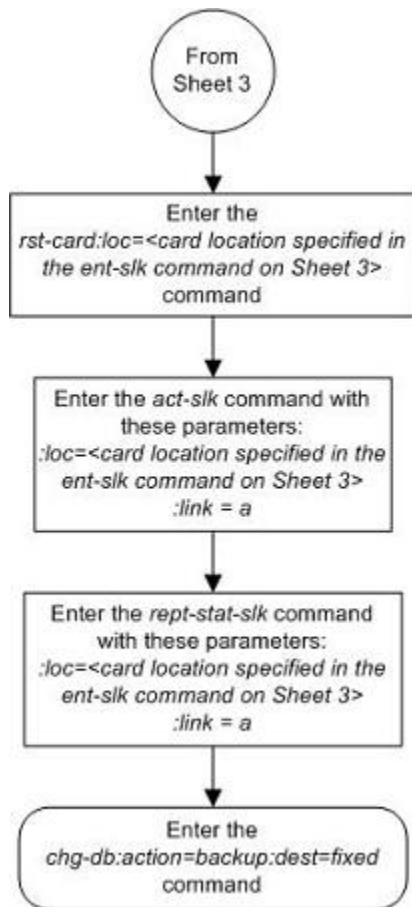 From
Sheet 3
Enter the
rst-card:loc=<card location specified in
the ent-slk command on Sheet 3>
command
Enter the act-slk command with
these parameters:
:loc=<card location specified in the
ent-slk command on Sheet 3>
:link = a
Enter the rept-stat-slk command
with these parameters:
:loc=<card location specified in the
ent-slk command on Sheet 3>
:link = a
Enter the
chg-db:action=backup:dest=fixed
command